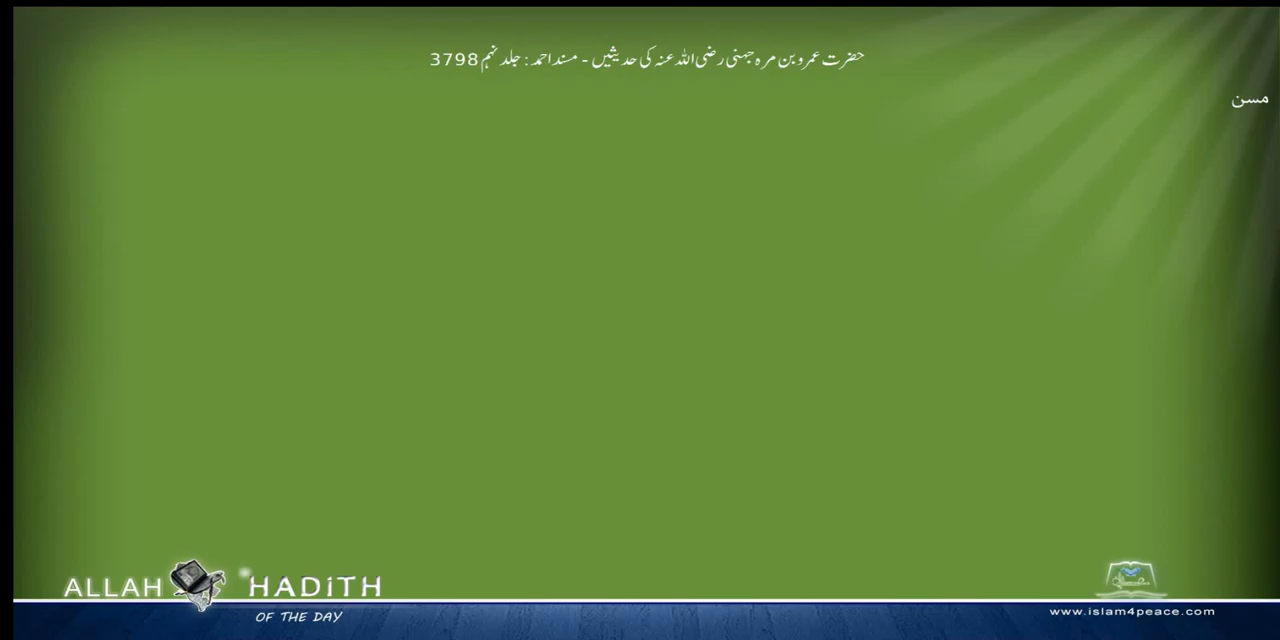 حضرت عمرو بن مرہ جہنی رضی اللہ عنہ کی حدیثیں - مسند احمد : جلد نہم 3798
مسن
ALLAH HADITH
OF THE DAY
www.islam4peace.com